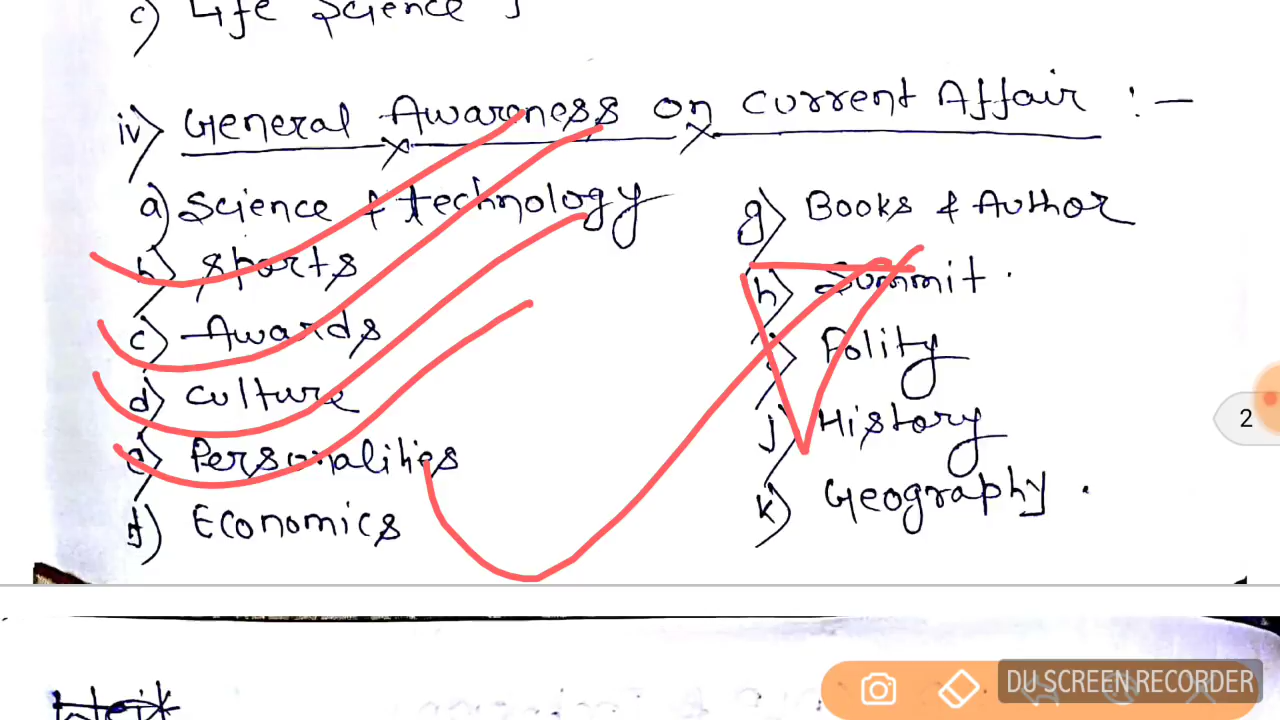 c) Life Science }
iv) General Awareness on Current Affair :-
a) Science & technology
b) Sports
c) Awards
d) Culture
e) Personalities
f) Economics
g) Books & Author
h) Summit.
i) Polity
j) History
k) Geography.
2
DU SCREEN RECORDER